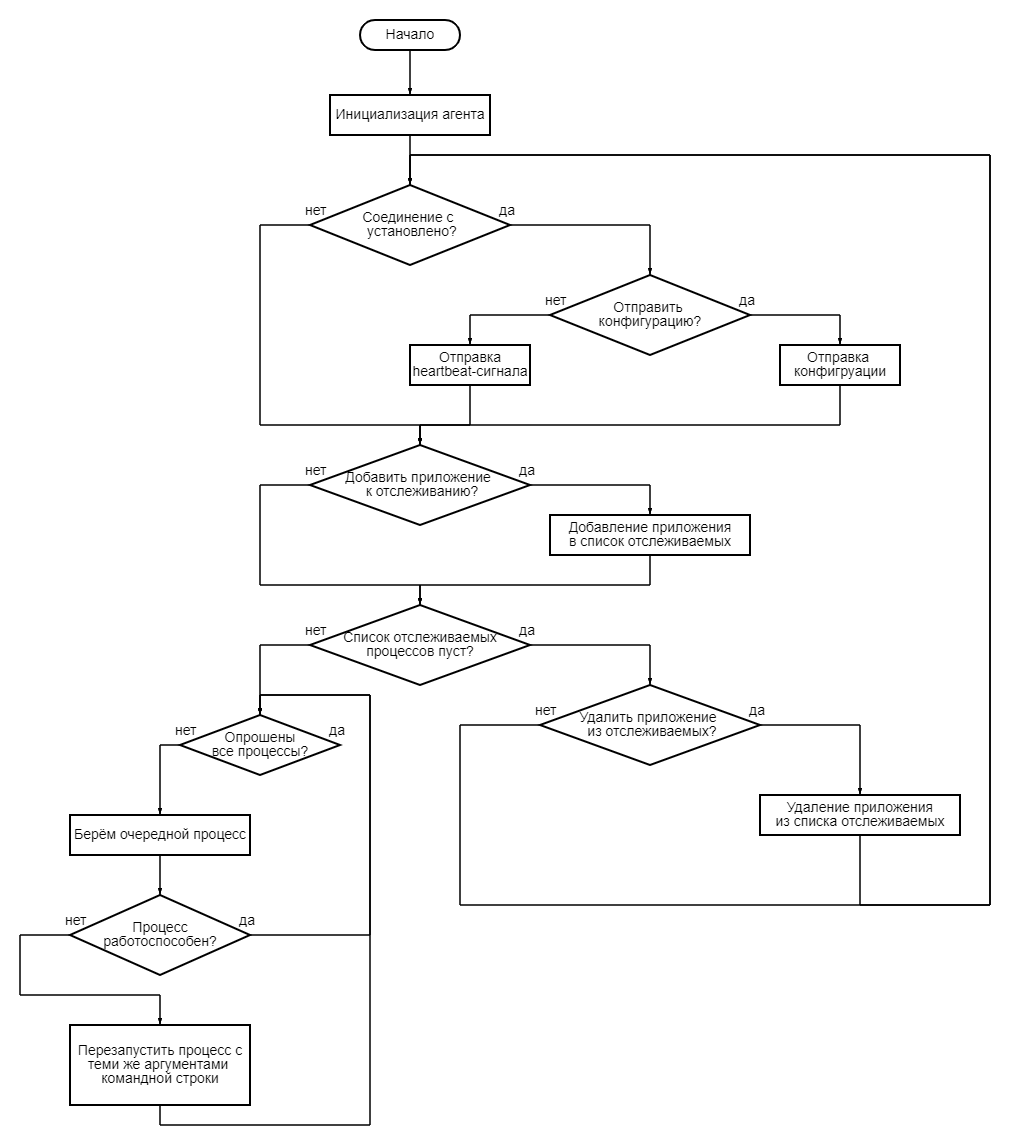 Начало
Инициализация агента
нет
да
Соединение с
установлено?
нет
да
Отправить
конфигурацию?
Отправка
heartbeat-сигнала
Отправка
конфигруации
нет
да
Добавить приложение
к отслеживанию?
Добавление приложения
в список отслеживаемых
нет
да
Список отслеживаемых
процессов пуст?
нет
да
Удалить приложение
из отслеживаемых?
нет
да
Опрошены
все процессы?
Удаление приложения
из списка отслеживаемых
Берём очередной процесс
нет
да
Процесс
работоспособен?
Перезапустить процесс с
теми же аргументами
командной строки